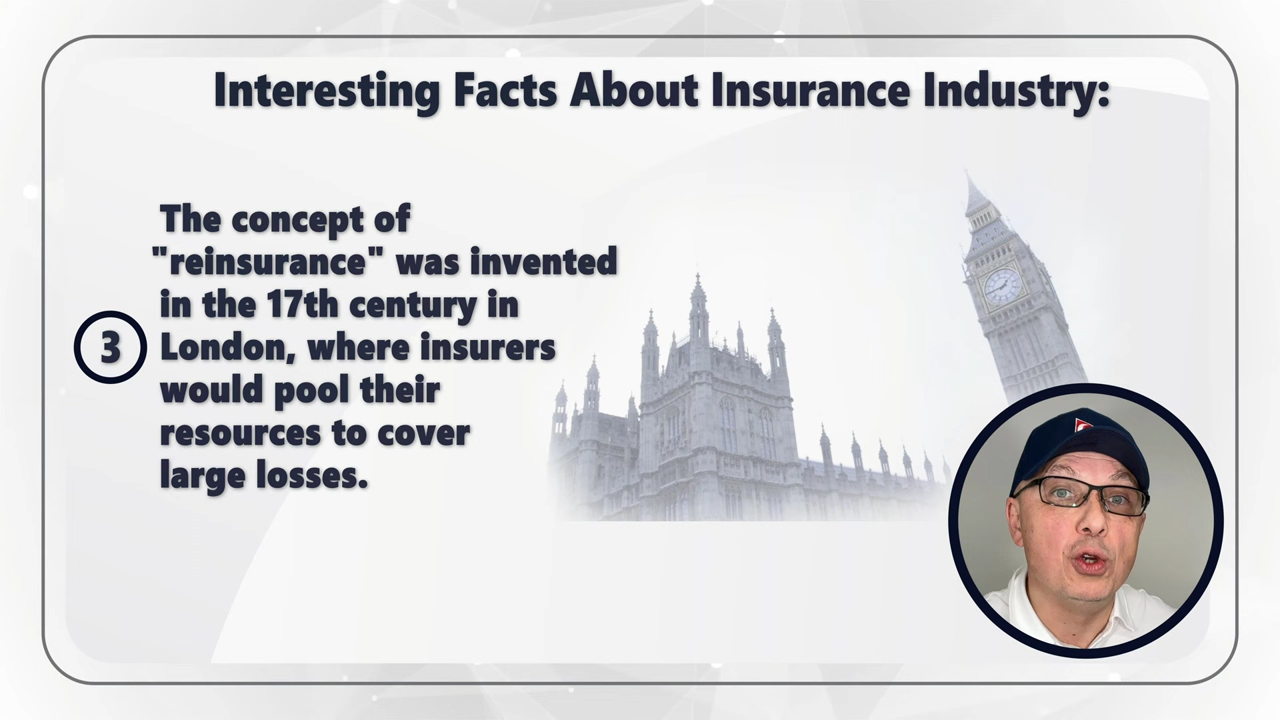 Interesting Facts About Insurance Industry:
The concept of
"reinsurance" was invented
in the 17th century in
3
London, where insurers
would pool their
resources to cover
large losses.